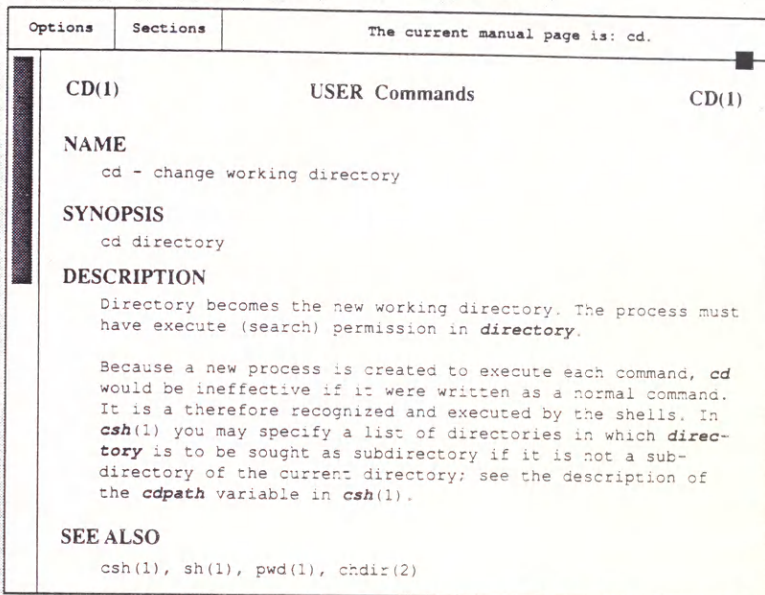 Options Sections The current manual page is: cd.
CD(1) USER Commands CD(1)
NAME
cd - change working directory
SYNOPSIS
cd directory
DESCRIPTION
Directory becomes the new working directory. The process must
have execute (search) permission in directory.
Because a new process is created to execute each command, cd
would be ineffective if it were written as a normal command.
It is a therefore recognized and executed by the shells. In
csh(1) you may specify a list of directories in which direc-
tory is to be sought as subdirectory if it is not a sub-
directory of the current directory; see the description of
the cdpath variable in csh(1).
SEE ALSO
csh(1), sh(1), pwd(1), chdir(2)